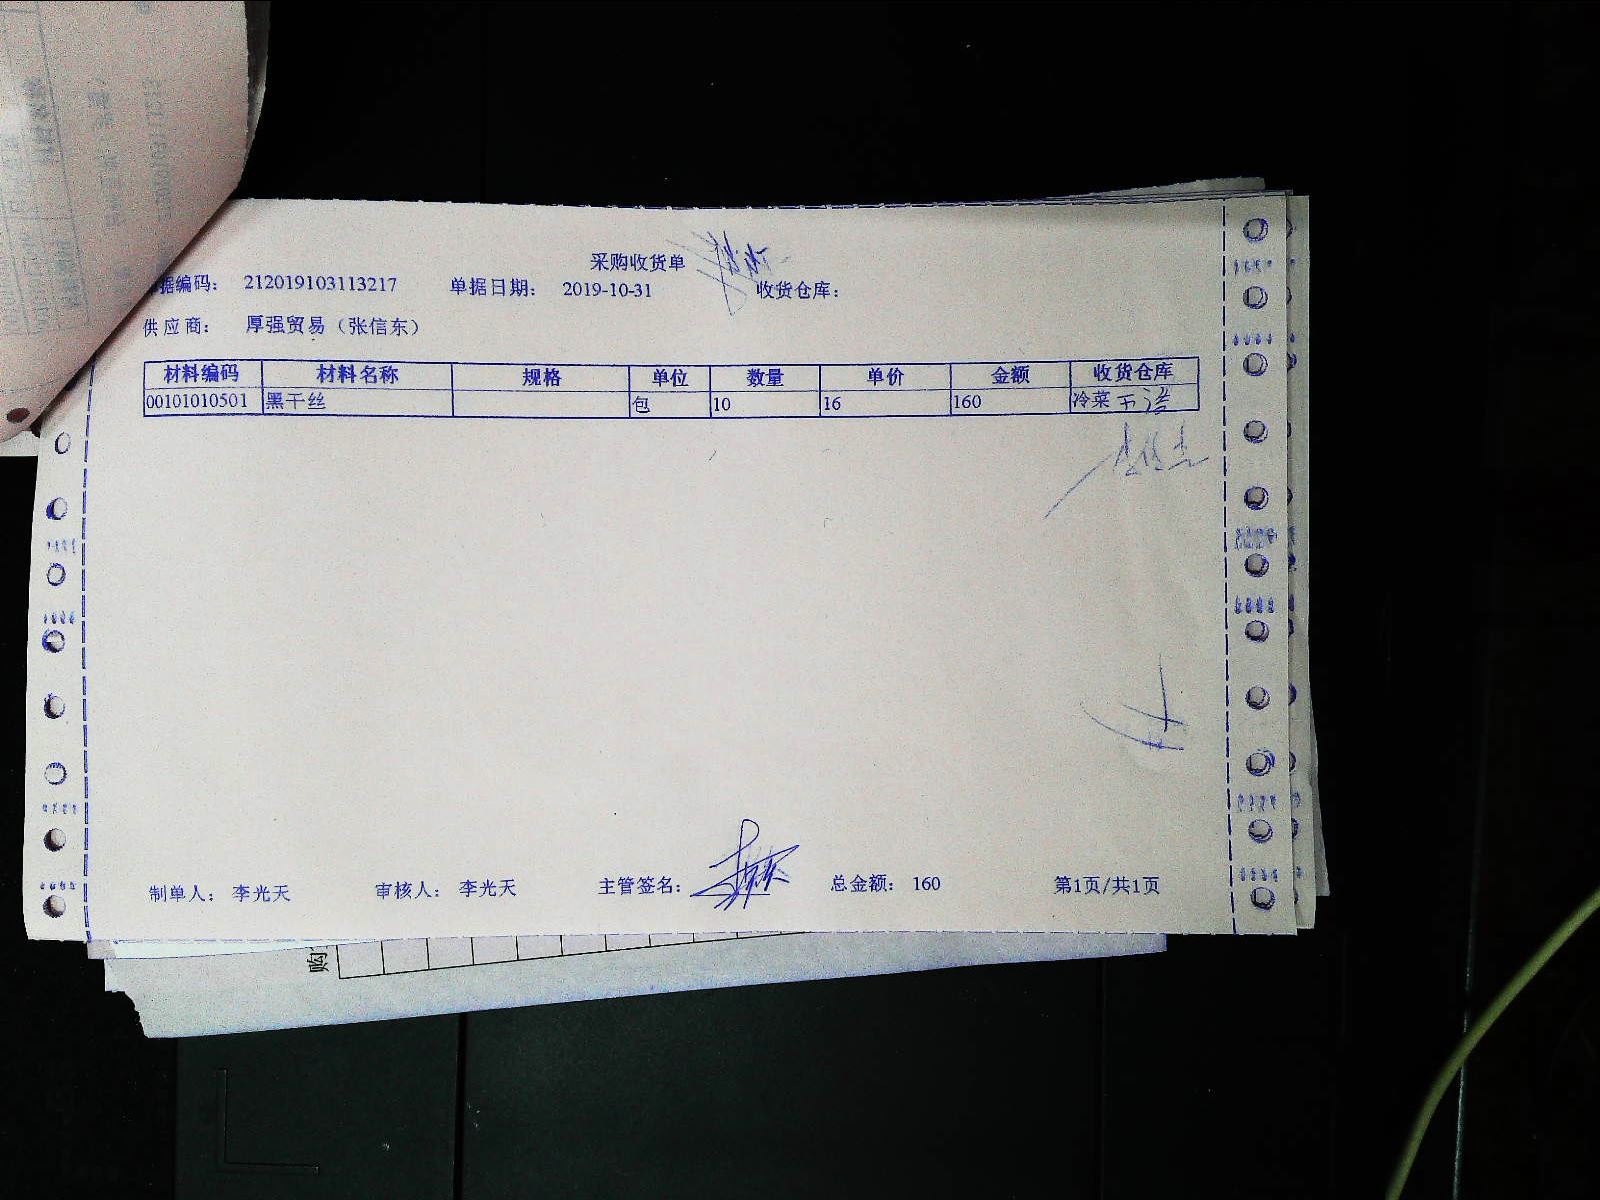 采购收货单
据编码： 212019103113217 单据日期： 2019-10-31 收货仓库：
供应商： 厚强贸易（张信东）
材料编码 材料名称 规格 单位 数量 单价 金额 收货仓库
00101010501 黑干丝 包 10 16 160 冷菜
制单人： 李光天 审核人： 李光天 主管签名： 总金额： 160 第1页/共1页
购